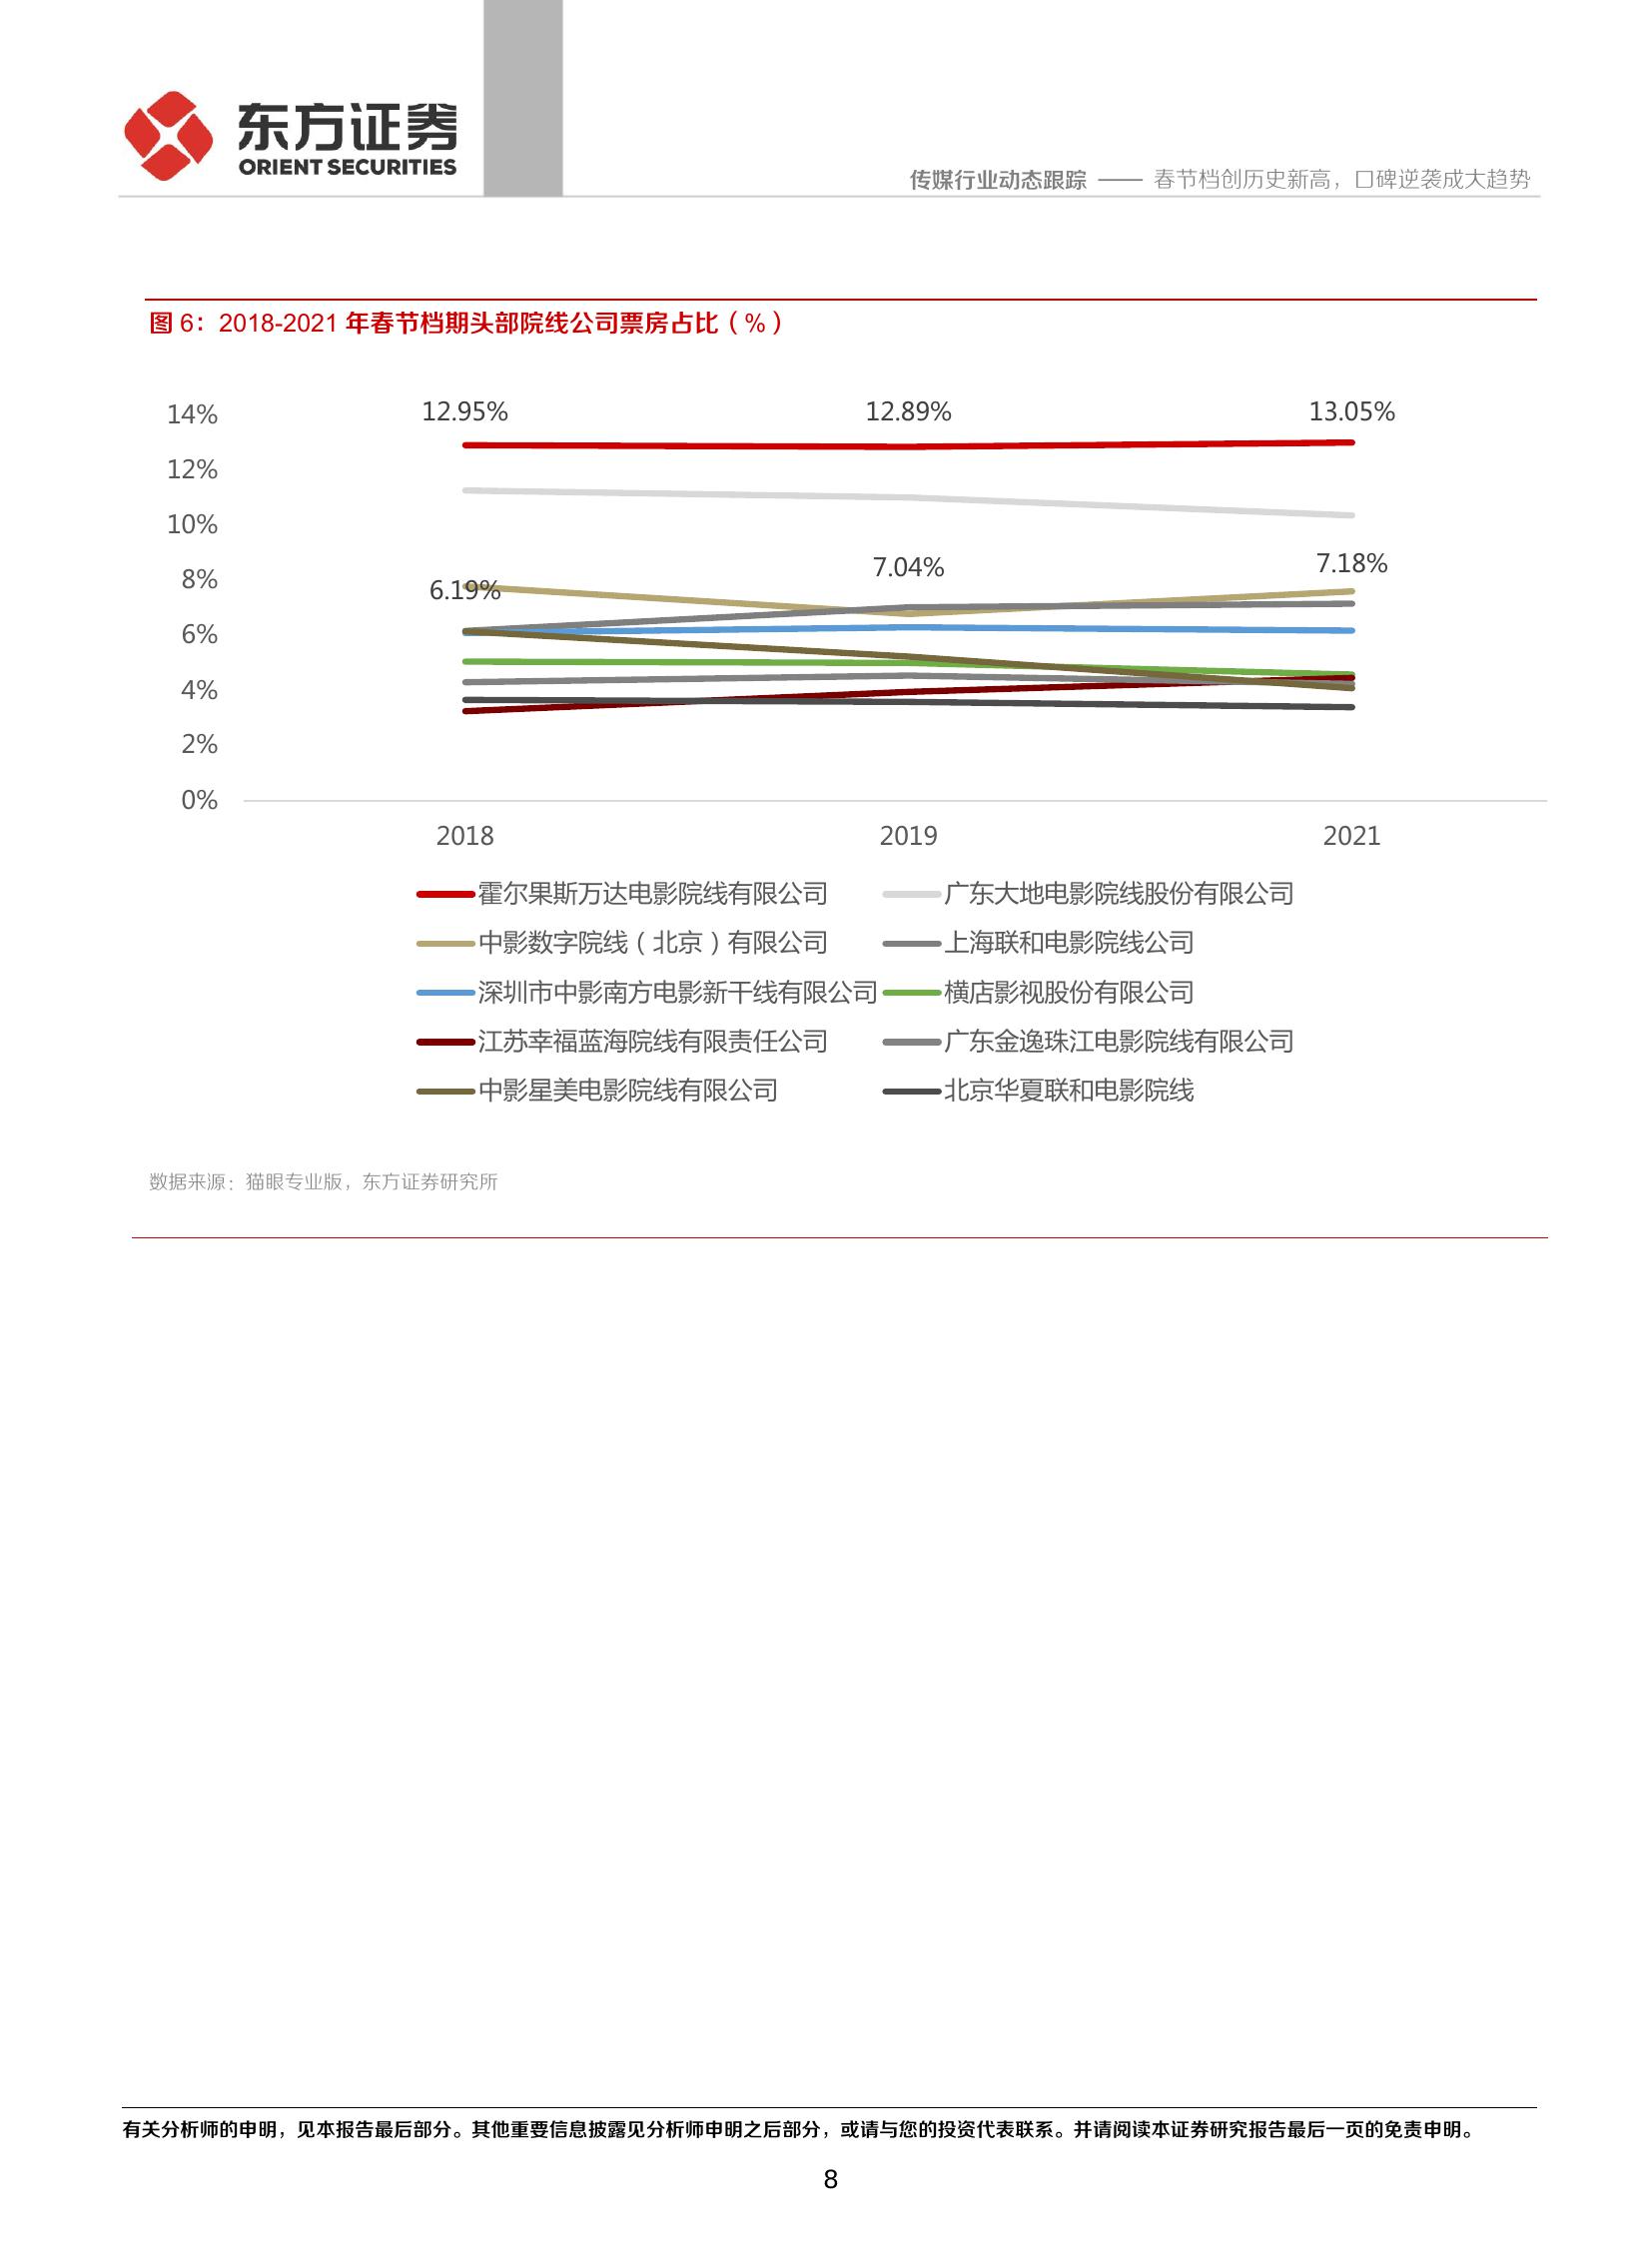 东方证券
ORIENT SECURITIES
传媒行业动态跟踪 —— 春节档创历史新高，口碑逆袭成大趋势
图 6：2018-2021 年春节档期头部院线公司票房占比（%）
14%
12%
10%
8%
6%
4%
2%
0%
12.95% 12.89% 13.05%
6.19% 7.04% 7.18%
2018 2019 2021
霍尔果斯万达电影院线有限公司 广东大地电影院线股份有限公司
中影数字院线（北京）有限公司 上海联和电影院线公司
深圳市中影南方电影新干线有限公司 横店影视股份有限公司
江苏幸福蓝海院线有限责任公司 广东金逸珠江电影院线有限公司
中影星美电影院线有限公司 北京华夏联和电影院线
数据来源：猫眼专业版，东方证券研究所
有关分析师的申明，见本报告最后部分。其他重要信息披露见分析师申明之后部分，或请与您的投资代表联系。并请阅读本证券研究报告最后一页的免责申明。
8